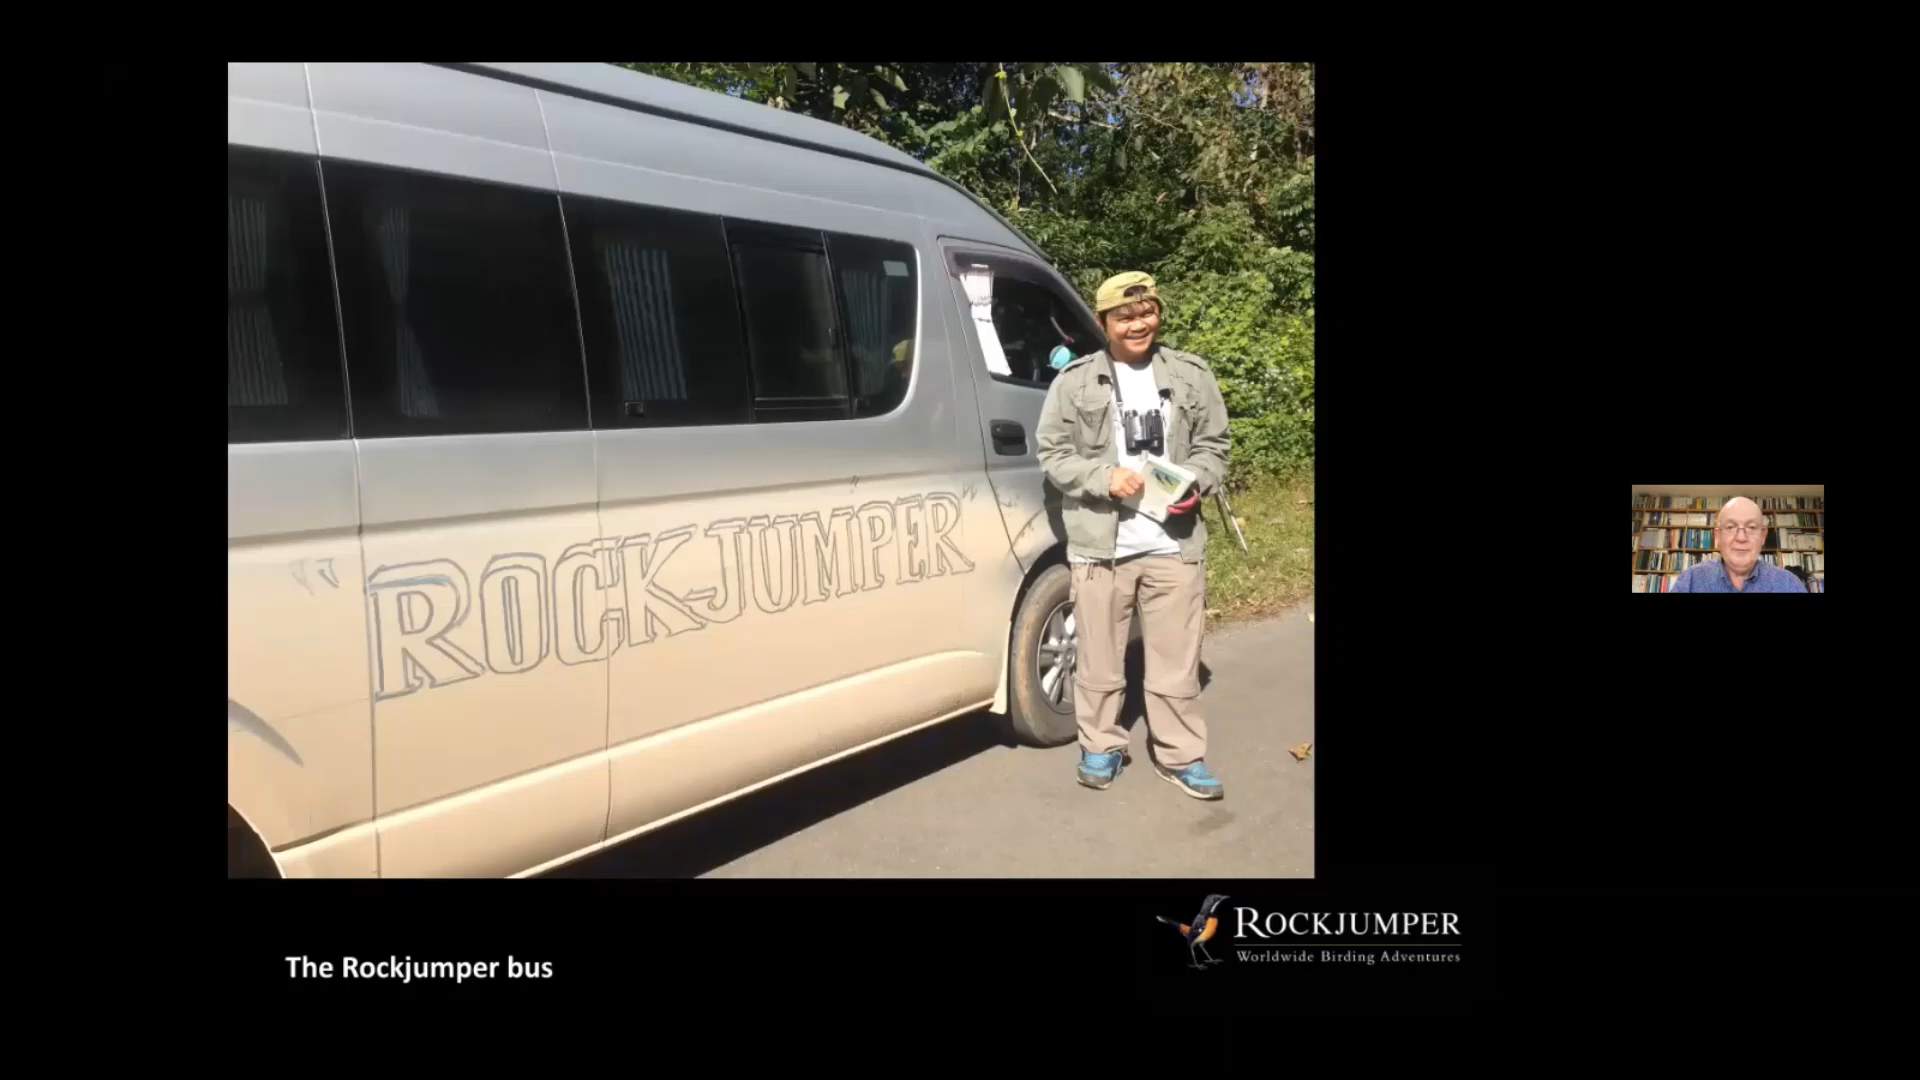 "ROCKJUMPER"
ROCKJUMPER
Worldwide Birding Adventures
The Rockjumper bus